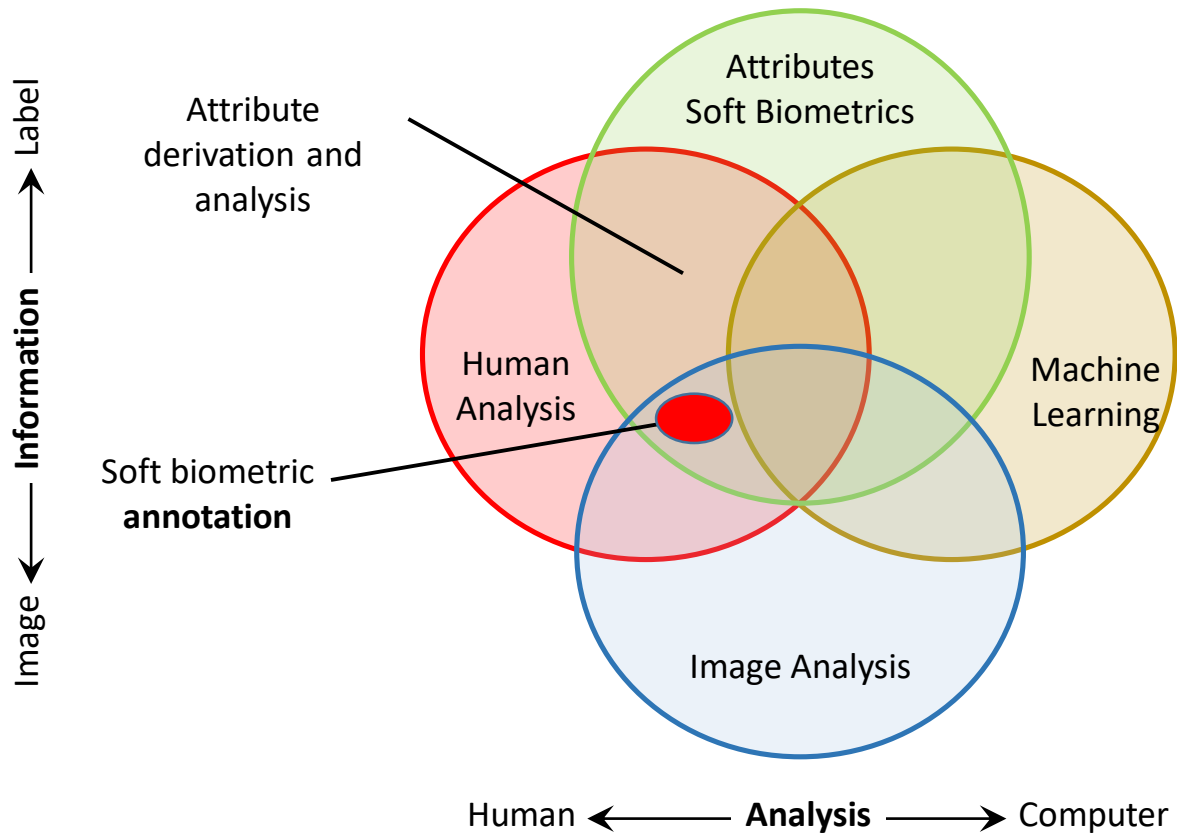 Attributes
Soft Biometrics
Attribute
derivation and
analysis
Human
Analysis
Machine
Learning
Soft biometric
annotation
Image Analysis
Image
Information
Label
Human
Analysis
Computer